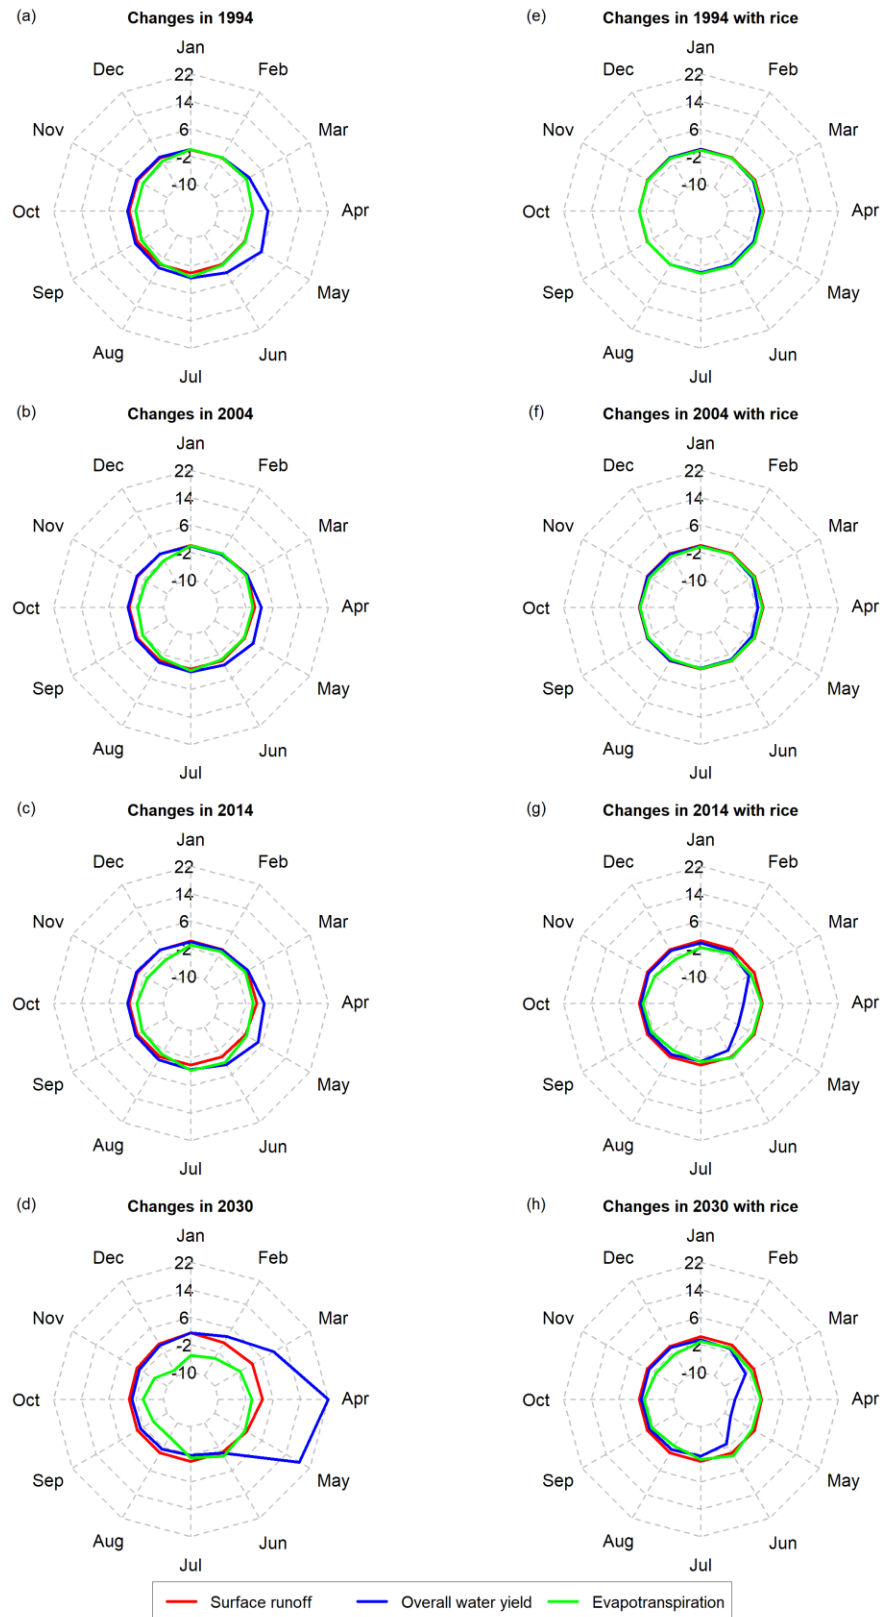 (a) Changes in 1994
Jan
Dec Feb
22
14
Nov Mar
6
-2
-10
Oct Apr
Sep May
Aug Jun
Jul
(e) Changes in 1994 with rice
Jan
Dec Feb
22
14
Nov Mar
6
-2
-10
Oct Apr
Sep May
Aug Jun
Jul
(b) Changes in 2004
Jan
Dec Feb
22
14
Nov Mar
6
-2
-10
Oct Apr
Sep May
Aug Jun
Jul
(f) Changes in 2004 with rice
Jan
Dec Feb
22
14
Nov Mar
6
-2
-10
Oct Apr
Sep May
Aug Jun
Jul
(c) Changes in 2014
Jan
Dec Feb
22
14
Nov Mar
6
-2
-10
Oct Apr
Sep May
Aug Jun
Jul
(g) Changes in 2014 with rice
Jan
Dec Feb
22
14
Nov Mar
6
-2
-10
Oct Apr
Sep May
Aug Jun
Jul
(d) Changes in 2030
Jan
Dec Feb
22
14
Nov Mar
6
-2
-10
Oct Apr
Sep May
Aug Jun
Jul
(h) Changes in 2030 with rice
Jan
Dec Feb
22
14
Nov Mar
6
-2
-10
Oct Apr
Sep May
Aug Jun
Jul
Surface runoff Overall water yield Evapotranspiration